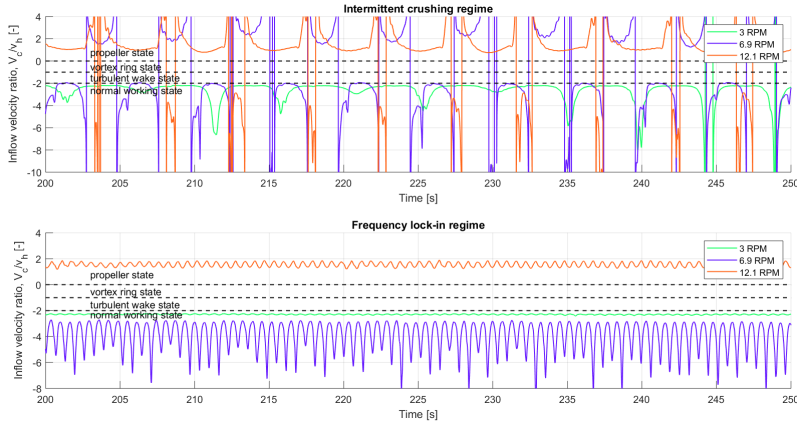 Intermittent crushing regime
Inflow velocity ratio, V_c/v_h [-]
4
2
0
-2
-4
-6
-8
-10
propeller state
vortex ring state
turbulent wake state
normal working state
3 RPM
6.9 RPM
12.1 RPM
200
205
210
215
220
225
230
235
240
245
250
Time [s]
Frequency lock-in regime
Inflow velocity ratio, V_c/v_h [-]
4
2
0
-2
-4
-6
-8
propeller state
vortex ring state
turbulent wake state
normal working state
3 RPM
6.9 RPM
12.1 RPM
200
205
210
215
220
225
230
235
240
245
250
Time [s]